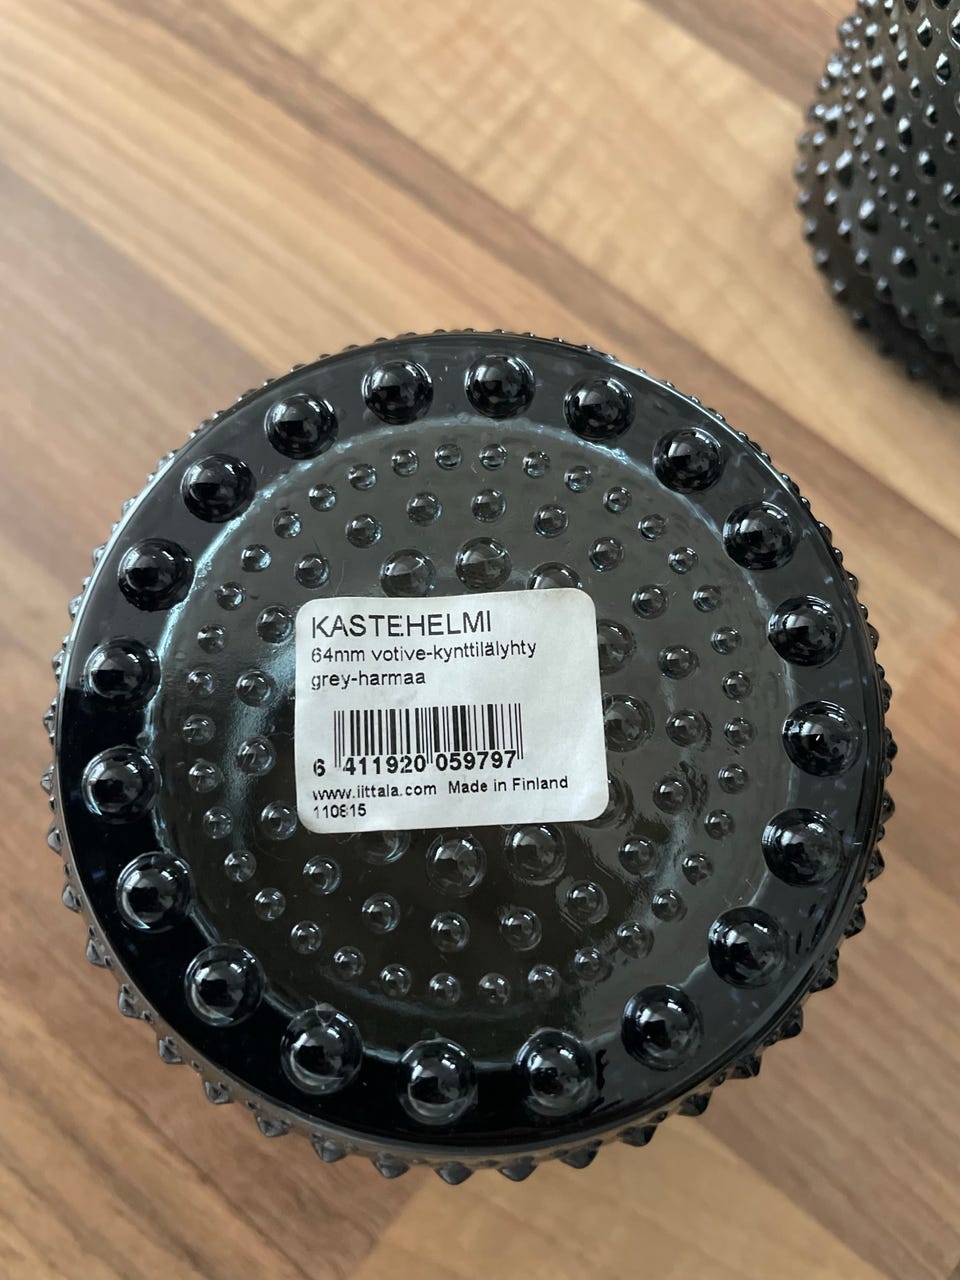 KASTEHELMI
64mm votive-kynttilälyhty
grey-harmaa
6 411920 059797
www.iittala.com Made in Finland
110815